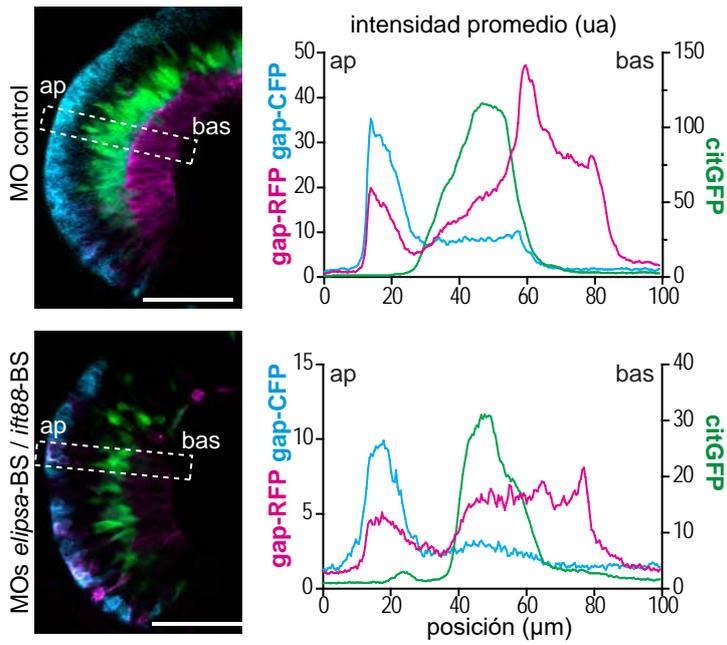 intensidad promedio (ua)
MO control
ap
bas
gap-RFP gap-CFP
50
40
30
20
10
0
ap
bas
150
100
50
0
citGFP
0 20 40 60 80 100
MOs elipsa-BS / ift88-BS
ap
bas
gap-RFP gap-CFP
15
10
5
0
ap
bas
40
30
20
10
0
citGFP
0 20 40 60 80 100
posición (µm)